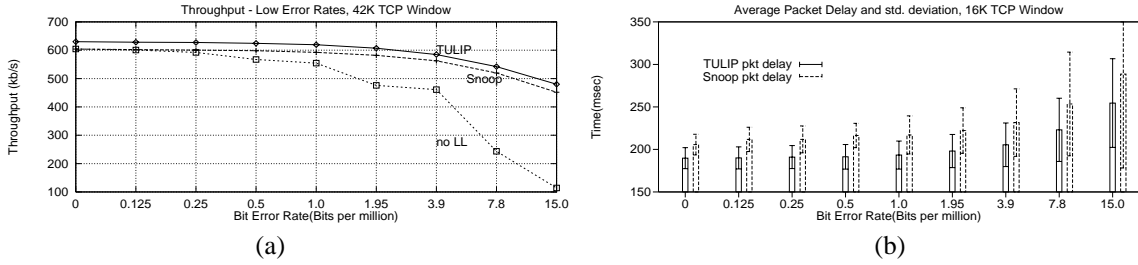 Throughput - Low Error Rates, 42K TCP Window
700
600
500
400
300
200
100
Throughput (kb/s)
TULIP
Snoop
no LL
0 0.125 0.25 0.5 1.0 1.95 3.9 7.8 15.0
Bit Error Rate(Bits per million)
(a)
Average Packet Delay and std. deviation, 16K TCP Window
350
300
250
200
150
Time(msec)
TULIP pkt delay
Snoop pkt delay
0 0.125 0.25 0.5 1.0 1.95 3.9 7.8 15.0
Bit Error Rate(Bits per million)
(b)